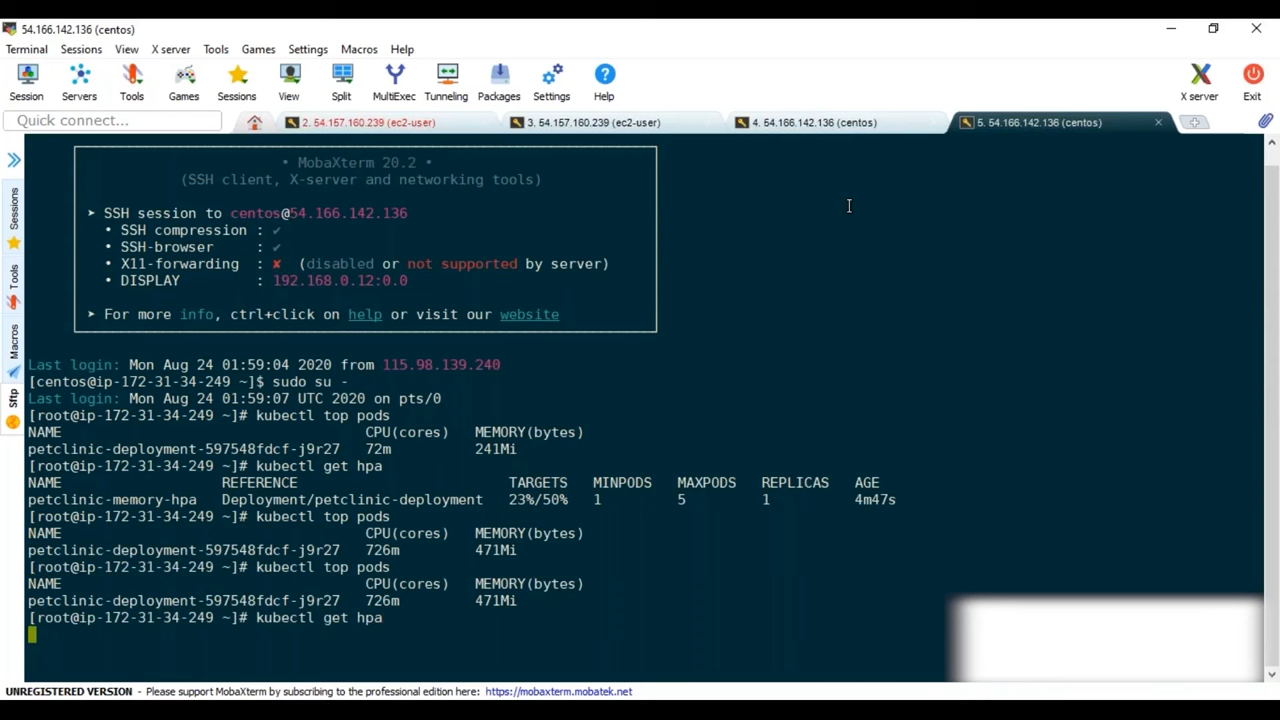 54.166.142.136 (centos)
Terminal Sessions View X server Tools Games Settings Macros Help
Session Servers Tools Games Sessions View Split MultiExec Tunneling Packages Settings Help X server Exit
Quick connect... 2. 54.157.160.239 (ec2-user) 3. 54.157.160.239 (ec2-user) 4. 54.166.142.136 (centos) 5. 54.166.142.136 (centos)
Sessions
Tools
Macros
Sftp
• MobaXterm 20.2 •
(SSH client, X-server and networking tools)
➤ SSH session to centos@54.166.142.136
• SSH compression : ✔
• SSH-browser : ✔
• X11-forwarding : ✘ (disabled or not supported by server)
• DISPLAY : 192.168.0.12:0.0
➤ For more info, ctrl+click on help or visit our website
Last login: Mon Aug 24 01:59:04 2020 from 115.98.139.240
[centos@ip-172-31-34-249 ~]$ sudo su -
Last login: Mon Aug 24 01:59:07 UTC 2020 on pts/0
[root@ip-172-31-34-249 ~]# kubectl top pods
NAME CPU(cores) MEMORY(bytes)
petclinic-deployment-597548fdcf-j9r27 72m 241Mi
[root@ip-172-31-34-249 ~]# kubectl get hpa
NAME REFERENCE TARGETS MINPODS MAXPODS REPLICAS AGE
petclinic-memory-hpa Deployment/petclinic-deployment 23%/50% 1 5 1 4m47s
[root@ip-172-31-34-249 ~]# kubectl top pods
NAME CPU(cores) MEMORY(bytes)
petclinic-deployment-597548fdcf-j9r27 726m 471Mi
[root@ip-172-31-34-249 ~]# kubectl top pods
NAME CPU(cores) MEMORY(bytes)
petclinic-deployment-597548fdcf-j9r27 726m 471Mi
[root@ip-172-31-34-249 ~]# kubectl get hpa
UNREGISTERED VERSION - Please support MobaXterm by subscribing to the professional edition here: https://mobaxterm.mobatek.net